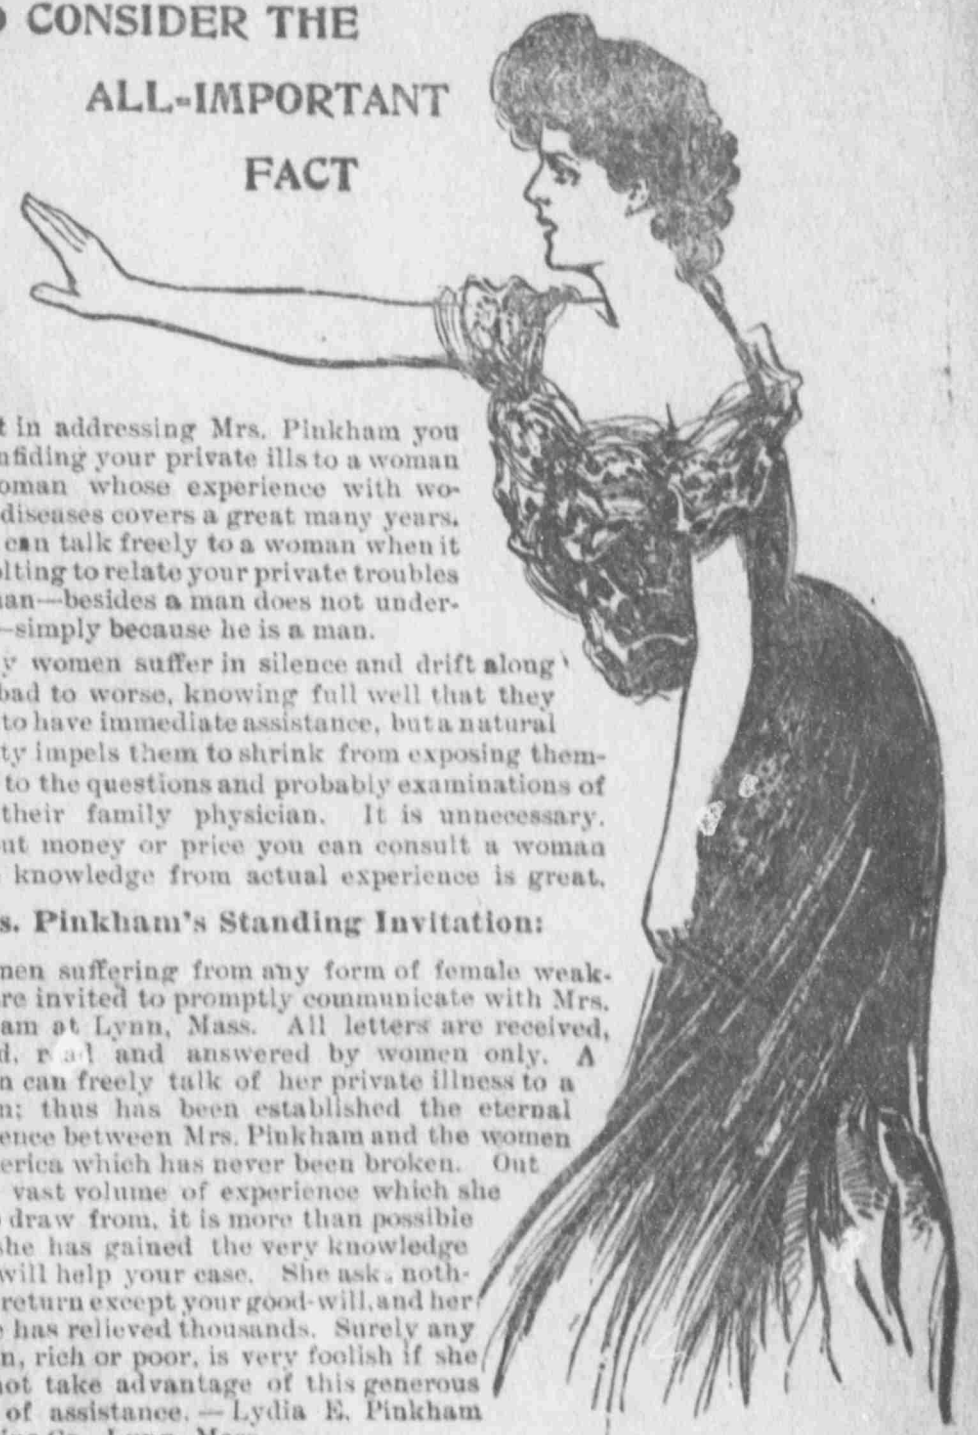 CONSIDER THE
ALL-IMPORTANT
FACT
t in addressing Mrs. Pinkham you
nfiding your private ills to a woman
oman whose experience with wo-
diseases covers a great many years.
can talk freely to a woman when it
olting to relate your private troubles
man—besides a man does not under-
—simply because he is a man.
y women suffer in silence and drift along
bad to worse, knowing full well that they
to have immediate assistance, but a natural
ty impels them to shrink from exposing them-
to the questions and probably examinations of
their family physician. It is unnecessary.
ut money or price you can consult a woman
knowledge from actual experience is great.
s. Pinkham's Standing Invitation:
men suffering from any form of female weak-
re invited to promptly communicate with Mrs.
am at Lynn, Mass. All letters are received,
d, read and answered by women only. A
n can freely talk of her private illness to a
n; thus has been established the eternal
ence between Mrs. Pinkham and the women
erica which has never been broken. Out
vast volume of experience which she
draw from, it is more than possible
she has gained the very knowledge
will help your case. She asks noth-
return except your good-will, and her
has relieved thousands. Surely any
n, rich or poor, is very foolish if she
not take advantage of this generous
of assistance.—Lydia E. Pinkham